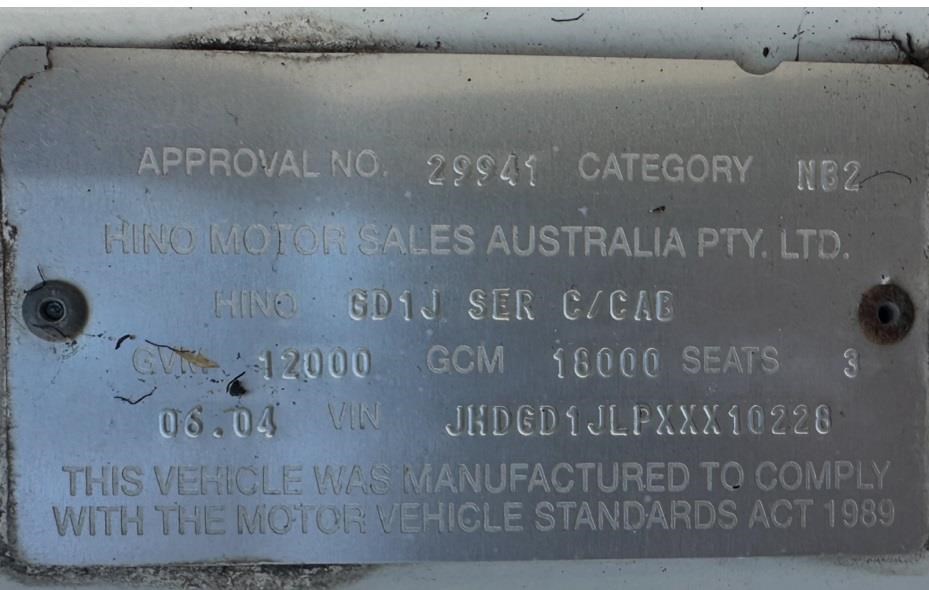 APPROVAL NO. 29941 CATEGORY NB2
HINO MOTOR SALES AUSTRALIA PTY. LTD.
HINO GD1J SER C/CAB
GVM 12000 GCM 18000 SEATS 3
06.04 VIN JHDGD1JLPXXX10228
THIS VEHICLE WAS MANUFACTURED TO COMPLY
WITH THE MOTOR VEHICLE STANDARDS ACT 1989